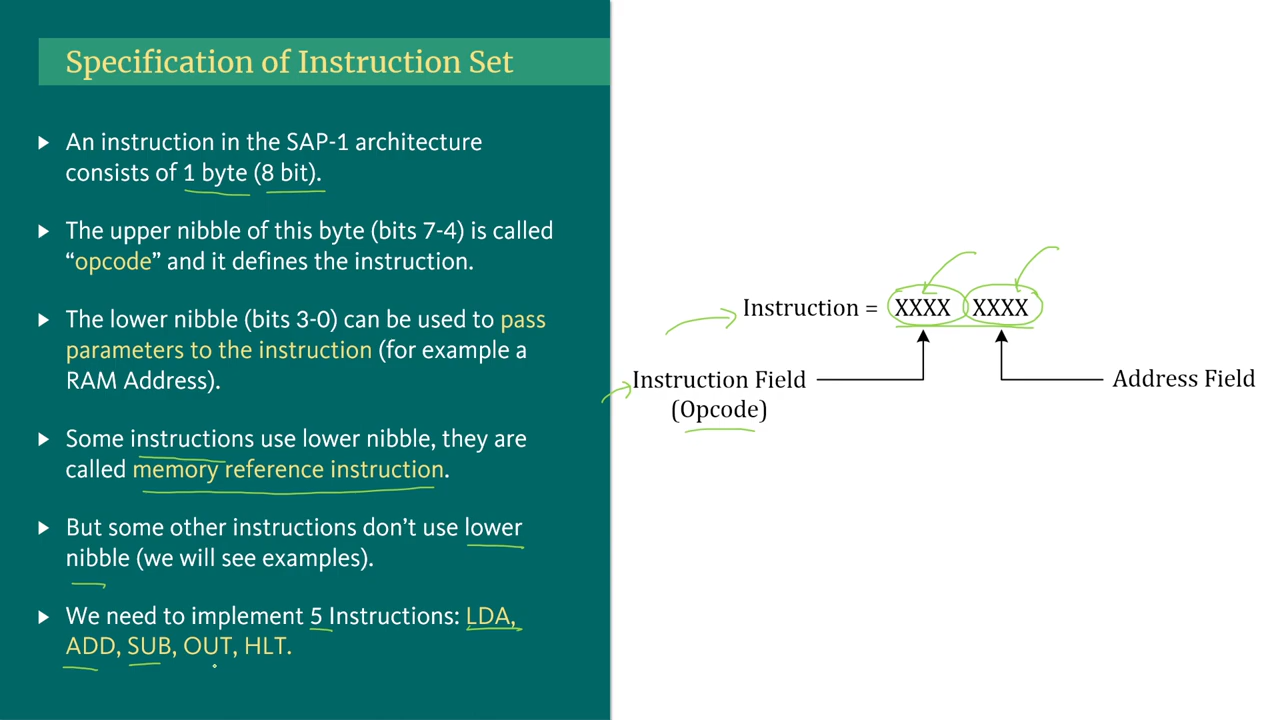 Specification of Instruction Set
An instruction in the SAP-1 architecture
consists of 1 byte (8 bit).
The upper nibble of this byte (bits 7-4) is called
“opcode” and it defines the instruction.
The lower nibble (bits 3-0) can be used to pass
parameters to the instruction (for example a
RAM Address).
Some instructions use lower nibble, they are
called memory reference instruction.
But some other instructions don’t use lower
nibble (we will see examples).
We need to implement 5 Instructions: LDA,
ADD, SUB, OUT, HLT.
Instruction = XXXX XXXX
Instruction Field
(Opcode)
Address Field